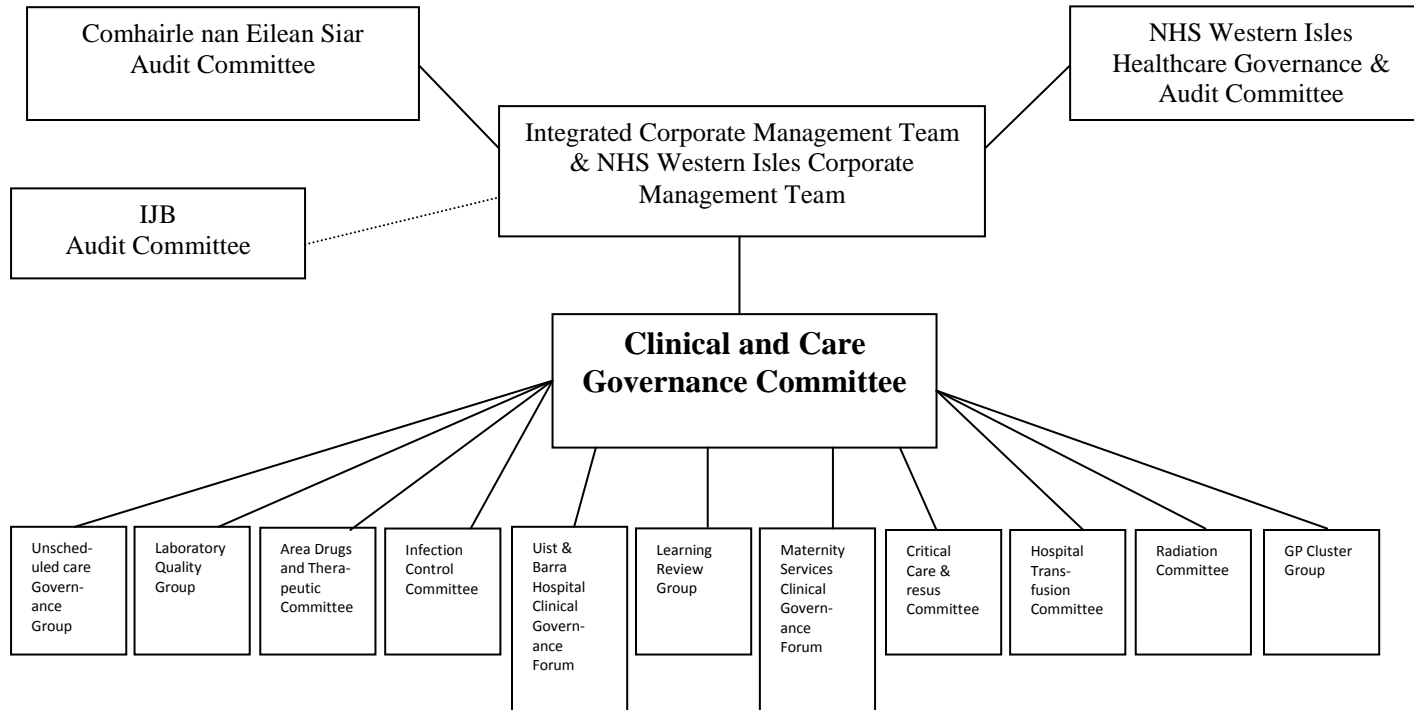 Comhairle nan Eilean Siar
Audit Committee
NHS Western Isles
Healthcare Governance &
Audit Committee
Integrated Corporate Management Team
& NHS Western Isles Corporate
Management Team
IJB
Audit Committee
Clinical and Care
Governance Committee
Unsched-
uled care
Govern-
ance
Group
Laboratory
Quality
Group
Area Drugs
and Thera-
peutic
Committee
Infection
Control
Committee
Uist &
Barra
Hospital
Clinical
Govern-
ance
Forum
Learning
Review
Group
Maternity
Services
Clinical
Govern-
ance
Forum
Critical
Care &
resus
Committee
Hospital
Trans-
fusion
Committee
Radiation
Committee
GP Cluster
Group